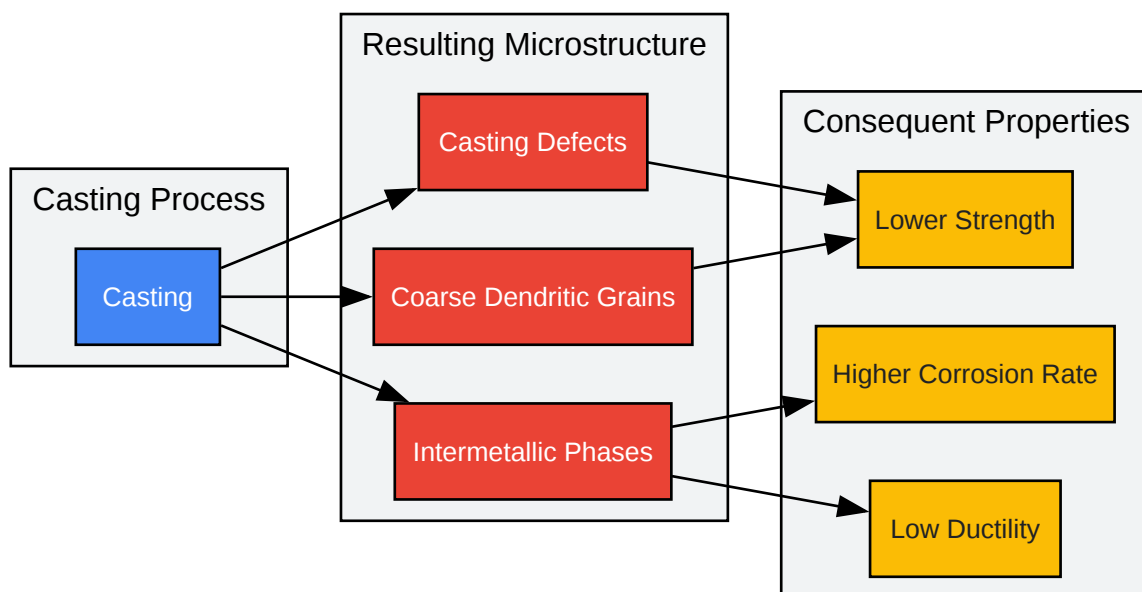 Casting Process
Casting
Resulting Microstructure
Casting Defects
Coarse Dendritic Grains
Intermetallic Phases
Consequent Properties
Lower Strength
Higher Corrosion Rate
Low Ductility